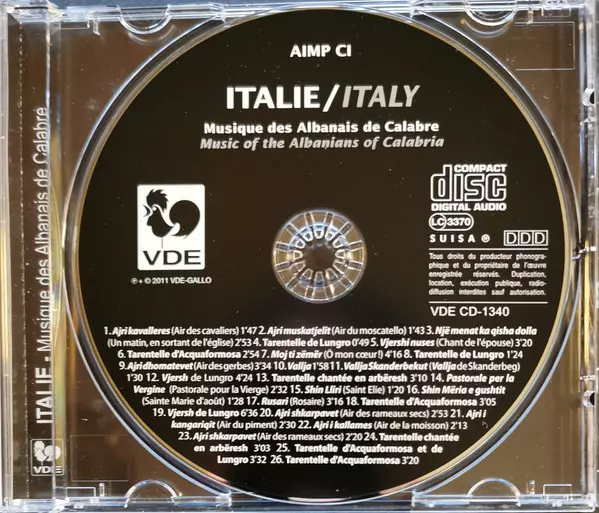 AIMP CI
ITALIE/ITALY
Musique des Albanais de Calabre
Music of the Albanians of Calabria
VDE
℗ + © 2011 VDE-GALLO
COMPACT
disc
DIGITAL AUDIO
LC 3370
SUISA ® DDD
Tous droits du producteur phonogra-
phique et du propriétaire de l'œuvre
enregistrée réservés. Duplication,
location, exécution publique, radio-
diffusion interdites sauf autorisation.
VDE CD-1340
1. Ajri kavalleres (Air des cavaliers) 1'47 2. Ajri muskatjelit (Air du moscatello) 1'43 3. Një menat ka qisha dolla
(Un matin, en sortant de l'église) 2'53 4. Tarentelle de Lungro 0'49 5. Vjershi nuses (Chant de l'épouse) 3'20
6. Tarentelle d'Acquaformosa 2'54 7. Moj ti zëmër (Ô mon cœur!) 4'16 8. Tarentelle de Lungro 1'24
9. Ajri dhomatevet (Air des gerbes) 3'34 10. Vallja 1'58 11. Vallja Skanderbekut (Vallja de Skanderbeg)
1'30 12. Vjersh de Lungro 4'24 13. Tarentelle chantée en arbëresh 3'10 14. Pastorale per la
Vergine (Pastorale pour la Vierge) 2'32 15. Shin Lliri (Saint Elie) 1'20 16. Shin Mëria e gushtit
(Sainte Marie d'août) 1'28 17. Rusari (Rosaire) 3'16 18. Tarentelle d'Acquaformosa 3'05
19. Vjersh de Lungro 6'36 20. Ajri shkarpavet (Air des rameaux secs) 2'53 21. Ajri i
kangariqit (Air du piment) 2'30 22. Ajri i kallames (Air de la moisson) 2'13
23. Ajri shkarpavet (Air des rameaux secs) 2'20 24. Tarentelle chantée
en arbëresh 3'03 25. Tarentelle d'Acquaformosa et de
Lungro 3'32 26. Tarentelle d'Acquaformosa 3'20
ITALIE - Musique des Albanais de Calabre
VDE